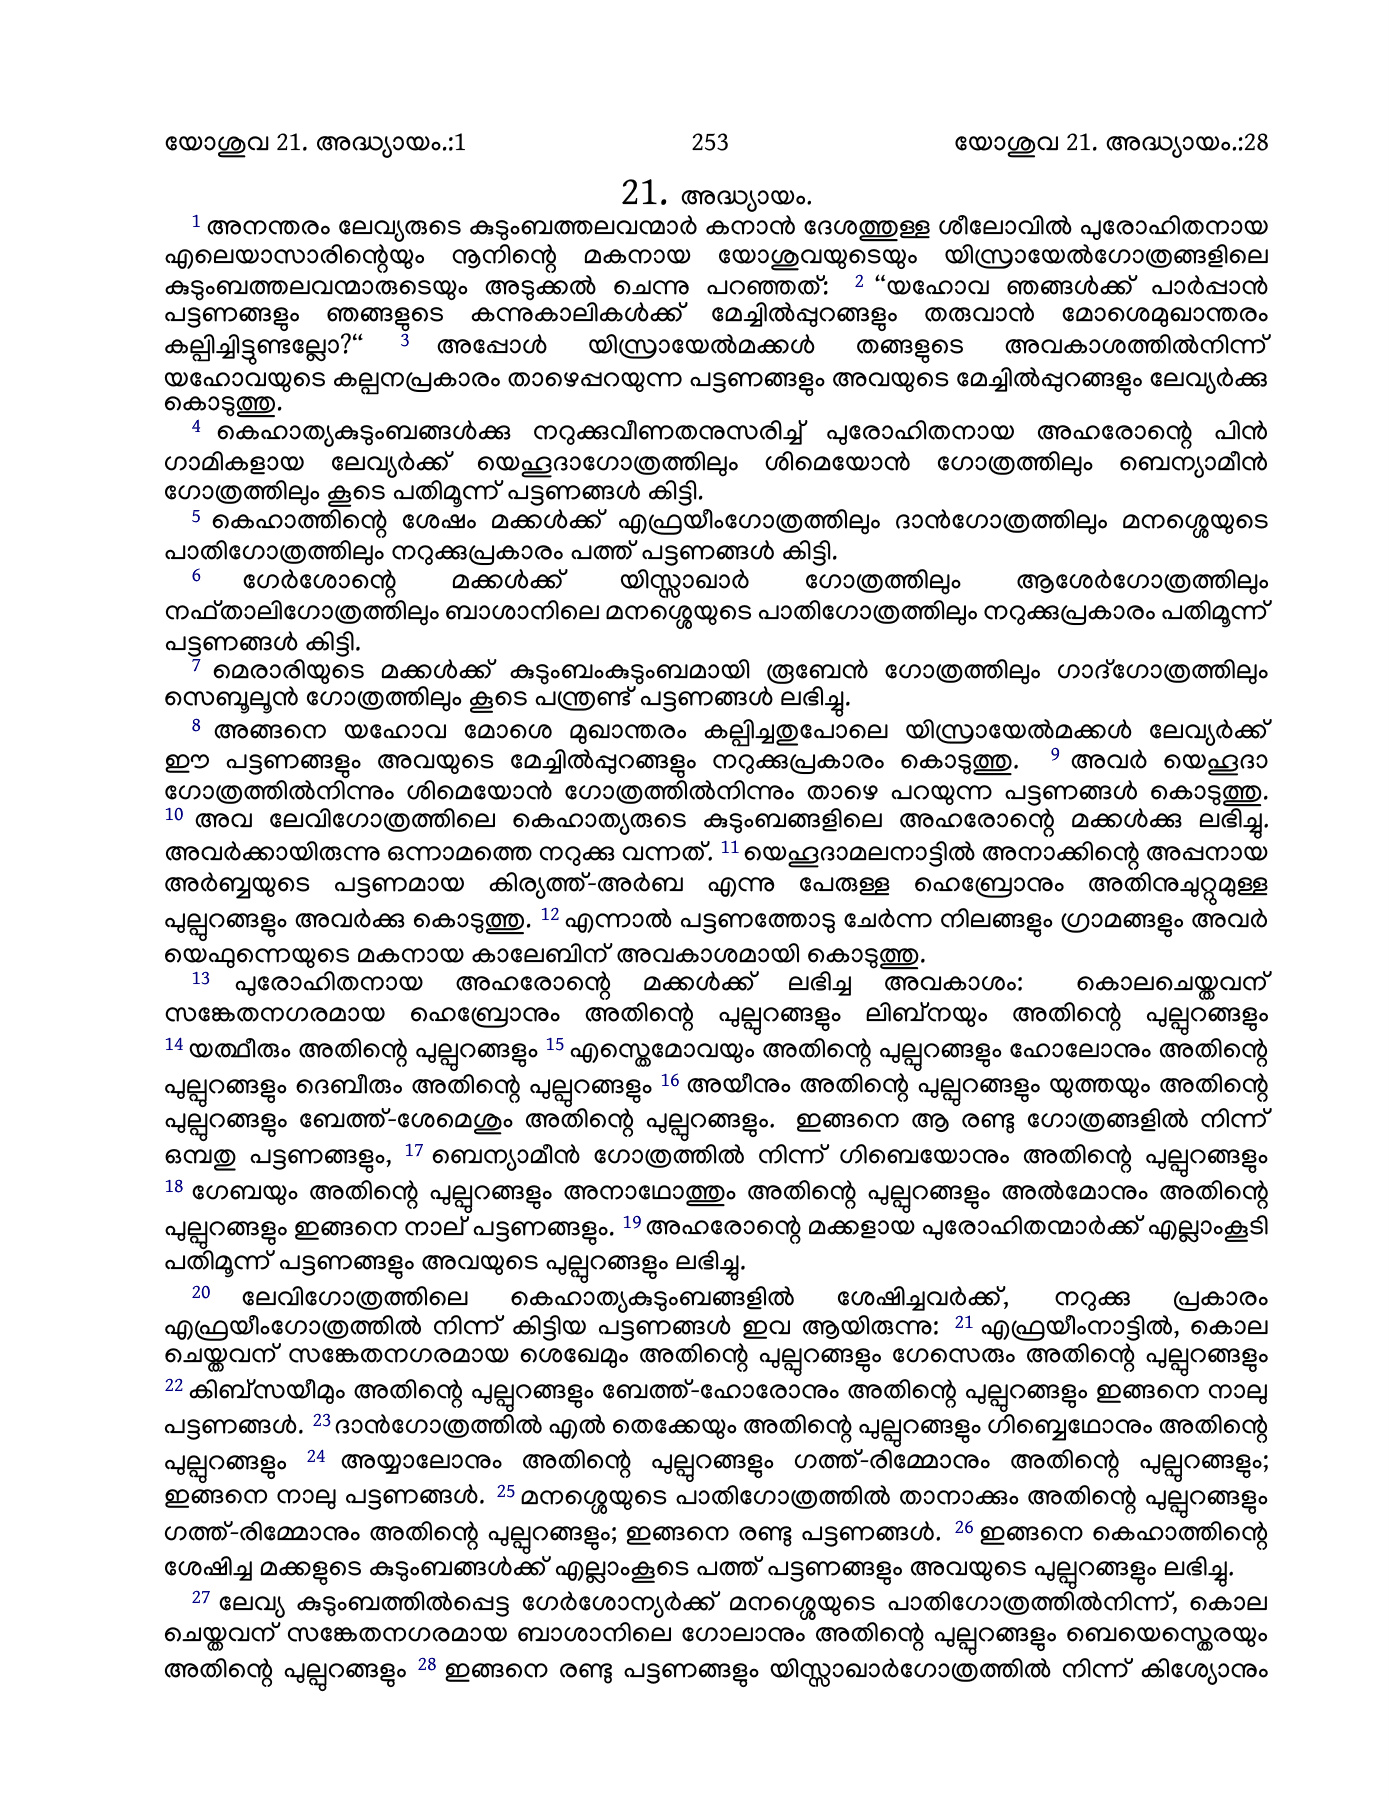 യോശുവ 21. അദ്ധ്യായം.:1 253 യോശുവ 21. അദ്ധ്യായം.:28
21. അദ്ധ്യായം.
1 അനന്തരം ലേവ്യരുടെ കുടുംബത്തലവന്മാർ കനാൻ ദേശത്തുള്ള ശീലോവിൽ പുരോഹിതനായ
എലെയാസാരിന്റെയും നൂനിന്റെ മകനായ യോശുവയുടെയും യിസ്രായേൽഗോത്രങ്ങളിലെ
കുടുംബത്തലവന്മാരുടെയും അടുക്കൽ ചെന്നു പറഞ്ഞത്: 2 “യഹോവ ഞങ്ങൾക്ക് പാർപ്പാൻ
പട്ടണങ്ങളും ഞങ്ങളുടെ കന്നുകാലികൾക്ക് മേച്ചിൽപ്പുറങ്ങളും തരുവാൻ മോശെമുഖാന്തരം
കല്പിച്ചിട്ടുണ്ടല്ലോ?“ 3 അപ്പോൾ യിസ്രായേൽമക്കൾ തങ്ങളുടെ അവകാശത്തിൽനിന്ന്
യഹോവയുടെ കല്പനപ്രകാരം താഴെപ്പറയുന്ന പട്ടണങ്ങളും അവയുടെ മേച്ചിൽപ്പുറങ്ങളും ലേവ്യർക്കു
കൊടുത്തു.
4 കെഹാത്യകുടുംബങ്ങൾക്കു നറുക്കുവീണതനുസരിച്ച് പുരോഹിതനായ അഹരോന്റെ പിൻ
ഗാമികളായ ലേവ്യർക്ക് യെഹൂദാഗോത്രത്തിലും ശിമെയോൻ ഗോത്രത്തിലും ബെന്യാമീൻ
ഗോത്രത്തിലും കൂടെ പതിമൂന്ന് പട്ടണങ്ങൾ കിട്ടി.
5 കെഹാത്തിന്റെ ശേഷം മക്കൾക്ക് എഫ്രയീംഗോത്രത്തിലും ദാൻഗോത്രത്തിലും മനശ്ശെയുടെ
പാതിഗോത്രത്തിലും നറുക്കുപ്രകാരം പത്ത് പട്ടണങ്ങൾ കിട്ടി.
6 ഗേർശോന്റെ മക്കൾക്ക് യിസ്സാഖാർ ഗോത്രത്തിലും ആശേർഗോത്രത്തിലും
നഫ്താലിഗോത്രത്തിലും ബാശാനിലെ മനശ്ശെയുടെ പാതിഗോത്രത്തിലും നറുക്കുപ്രകാരം പതിമൂന്ന്
പട്ടണങ്ങൾ കിട്ടി.
7 മെരാരിയുടെ മക്കൾക്ക് കുടുംബംകുടുംബമായി രൂബേൻ ഗോത്രത്തിലും ഗാദ്ഗോത്രത്തിലും
സെബൂലൂൻ ഗോത്രത്തിലും കൂടെ പന്ത്രണ്ട് പട്ടണങ്ങൾ ലഭിച്ചു.
8 അങ്ങനെ യഹോവ മോശെ മുഖാന്തരം കല്പിച്ചതുപോലെ യിസ്രായേൽമക്കൾ ലേവ്യർക്ക്
ഈ പട്ടണങ്ങളും അവയുടെ മേച്ചിൽപ്പുറങ്ങളും നറുക്കുപ്രകാരം കൊടുത്തു. 9 അവർ യെഹൂദാ
ഗോത്രത്തിൽനിന്നും ശിമെയോൻ ഗോത്രത്തിൽനിന്നും താഴെ പറയുന്ന പട്ടണങ്ങൾ കൊടുത്തു.
10 അവ ലേവിഗോത്രത്തിലെ കെഹാത്യരുടെ കുടുംബങ്ങളിലെ അഹരോന്റെ മക്കൾക്കു ലഭിച്ചു.
അവർക്കായിരുന്നു ഒന്നാമത്തെ നറുക്കു വന്നത്. 11 യെഹൂദാമലനാട്ടിൽ അനാക്കിന്റെ അപ്പനായ
അർബ്ബയുടെ പട്ടണമായ കിര്യത്ത്-അർബ എന്നു പേരുള്ള ഹെബ്രോനും അതിനുചുറ്റുമുള്ള
പുല്പുറങ്ങളും അവർക്കു കൊടുത്തു. 12 എന്നാൽ പട്ടണത്തോടു ചേർന്ന നിലങ്ങളും ഗ്രാമങ്ങളും അവർ
യെഫുന്നെയുടെ മകനായ കാലേബിന് അവകാശമായി കൊടുത്തു.
13 പുരോഹിതനായ അഹരോന്റെ മക്കൾക്ക് ലഭിച്ച അവകാശം: കൊലചെയ്തവന്
സങ്കേതനഗരമായ ഹെബ്രോനും അതിന്റെ പുല്പുറങ്ങളും ലിബ്നയും അതിന്റെ പുല്പുറങ്ങളും
14 യത്ഥീരും അതിന്റെ പുല്പുറങ്ങളും 15 എസ്തെമോവയും അതിന്റെ പുല്പുറങ്ങളും ഹോലോനും അതിന്റെ
പുല്പുറങ്ങളും ദെബീരും അതിന്റെ പുല്പുറങ്ങളും 16 അയീനും അതിന്റെ പുല്പുറങ്ങളും യുത്തയും അതിന്റെ
പുല്പുറങ്ങളും ബേത്ത്-ശേമെശും അതിന്റെ പുല്പുറങ്ങളും. ഇങ്ങനെ ആ രണ്ടു ഗോത്രങ്ങളിൽ നിന്ന്
ഒമ്പതു പട്ടണങ്ങളും, 17 ബെന്യാമീൻ ഗോത്രത്തിൽ നിന്ന് ഗിബെയോനും അതിന്റെ പുല്പുറങ്ങളും
18 ഗേബയും അതിന്റെ പുല്പുറങ്ങളും അനാഥോത്തും അതിന്റെ പുല്പുറങ്ങളും അൽമോനും അതിന്റെ
പുല്പുറങ്ങളും ഇങ്ങനെ നാല് പട്ടണങ്ങളും. 19 അഹരോന്റെ മക്കളായ പുരോഹിതന്മാർക്ക് എല്ലാംകൂടി
പതിമൂന്ന് പട്ടണങ്ങളും അവയുടെ പുല്പുറങ്ങളും ലഭിച്ചു.
20 ലേവിഗോത്രത്തിലെ കെഹാത്യകുടുംബങ്ങളിൽ ശേഷിച്ചവർക്ക്, നറുക്കു പ്രകാരം
എഫ്രയീംഗോത്രത്തിൽ നിന്ന് കിട്ടിയ പട്ടണങ്ങൾ ഇവ ആയിരുന്നു: 21 എഫ്രയീംനാട്ടിൽ, കൊല
ചെയ്തവന് സങ്കേതനഗരമായ ശെഖേമും അതിന്റെ പുല്പുറങ്ങളും ഗേസെരും അതിന്റെ പുല്പുറങ്ങളും
22 കിബ്സയീമും അതിന്റെ പുല്പുറങ്ങളും ബേത്ത്-ഹോരോനും അതിന്റെ പുല്പുറങ്ങളും ഇങ്ങനെ നാലു
പട്ടണങ്ങൾ. 23 ദാൻഗോത്രത്തിൽ എൽ തെക്കേയും അതിന്റെ പുല്പുറങ്ങളും ഗിബ്ബെഥോനും അതിന്റെ
പുല്പുറങ്ങളും 24 അയ്യാലോനും അതിന്റെ പുല്പുറങ്ങളും ഗത്ത്-രിമ്മോനും അതിന്റെ പുല്പുറങ്ങളും;
ഇങ്ങനെ നാലു പട്ടണങ്ങൾ. 25 മനശ്ശെയുടെ പാതിഗോത്രത്തിൽ താനാക്കും അതിന്റെ പുല്പുറങ്ങളും
ഗത്ത്-രിമ്മോനും അതിന്റെ പുല്പുറങ്ങളും; ഇങ്ങനെ രണ്ടു പട്ടണങ്ങൾ. 26 ഇങ്ങനെ കെഹാത്തിന്റെ
ശേഷിച്ച മക്കളുടെ കുടുംബങ്ങൾക്ക് എല്ലാംകൂടെ പത്ത് പട്ടണങ്ങളും അവയുടെ പുല്പുറങ്ങളും ലഭിച്ചു.
27 ലേവ്യ കുടുംബത്തിൽപ്പെട്ട ഗേർശോന്യർക്ക് മനശ്ശെയുടെ പാതിഗോത്രത്തിൽനിന്ന്, കൊല
ചെയ്തവന് സങ്കേതനഗരമായ ബാശാനിലെ ഗോലാനും അതിന്റെ പുല്പുറങ്ങളും ബെയെസ്തെരയും
അതിന്റെ പുല്പുറങ്ങളും 28 ഇങ്ങനെ രണ്ടു പട്ടണങ്ങളും യിസ്സാഖാർഗോത്രത്തിൽ നിന്ന് കിശ്യോനും